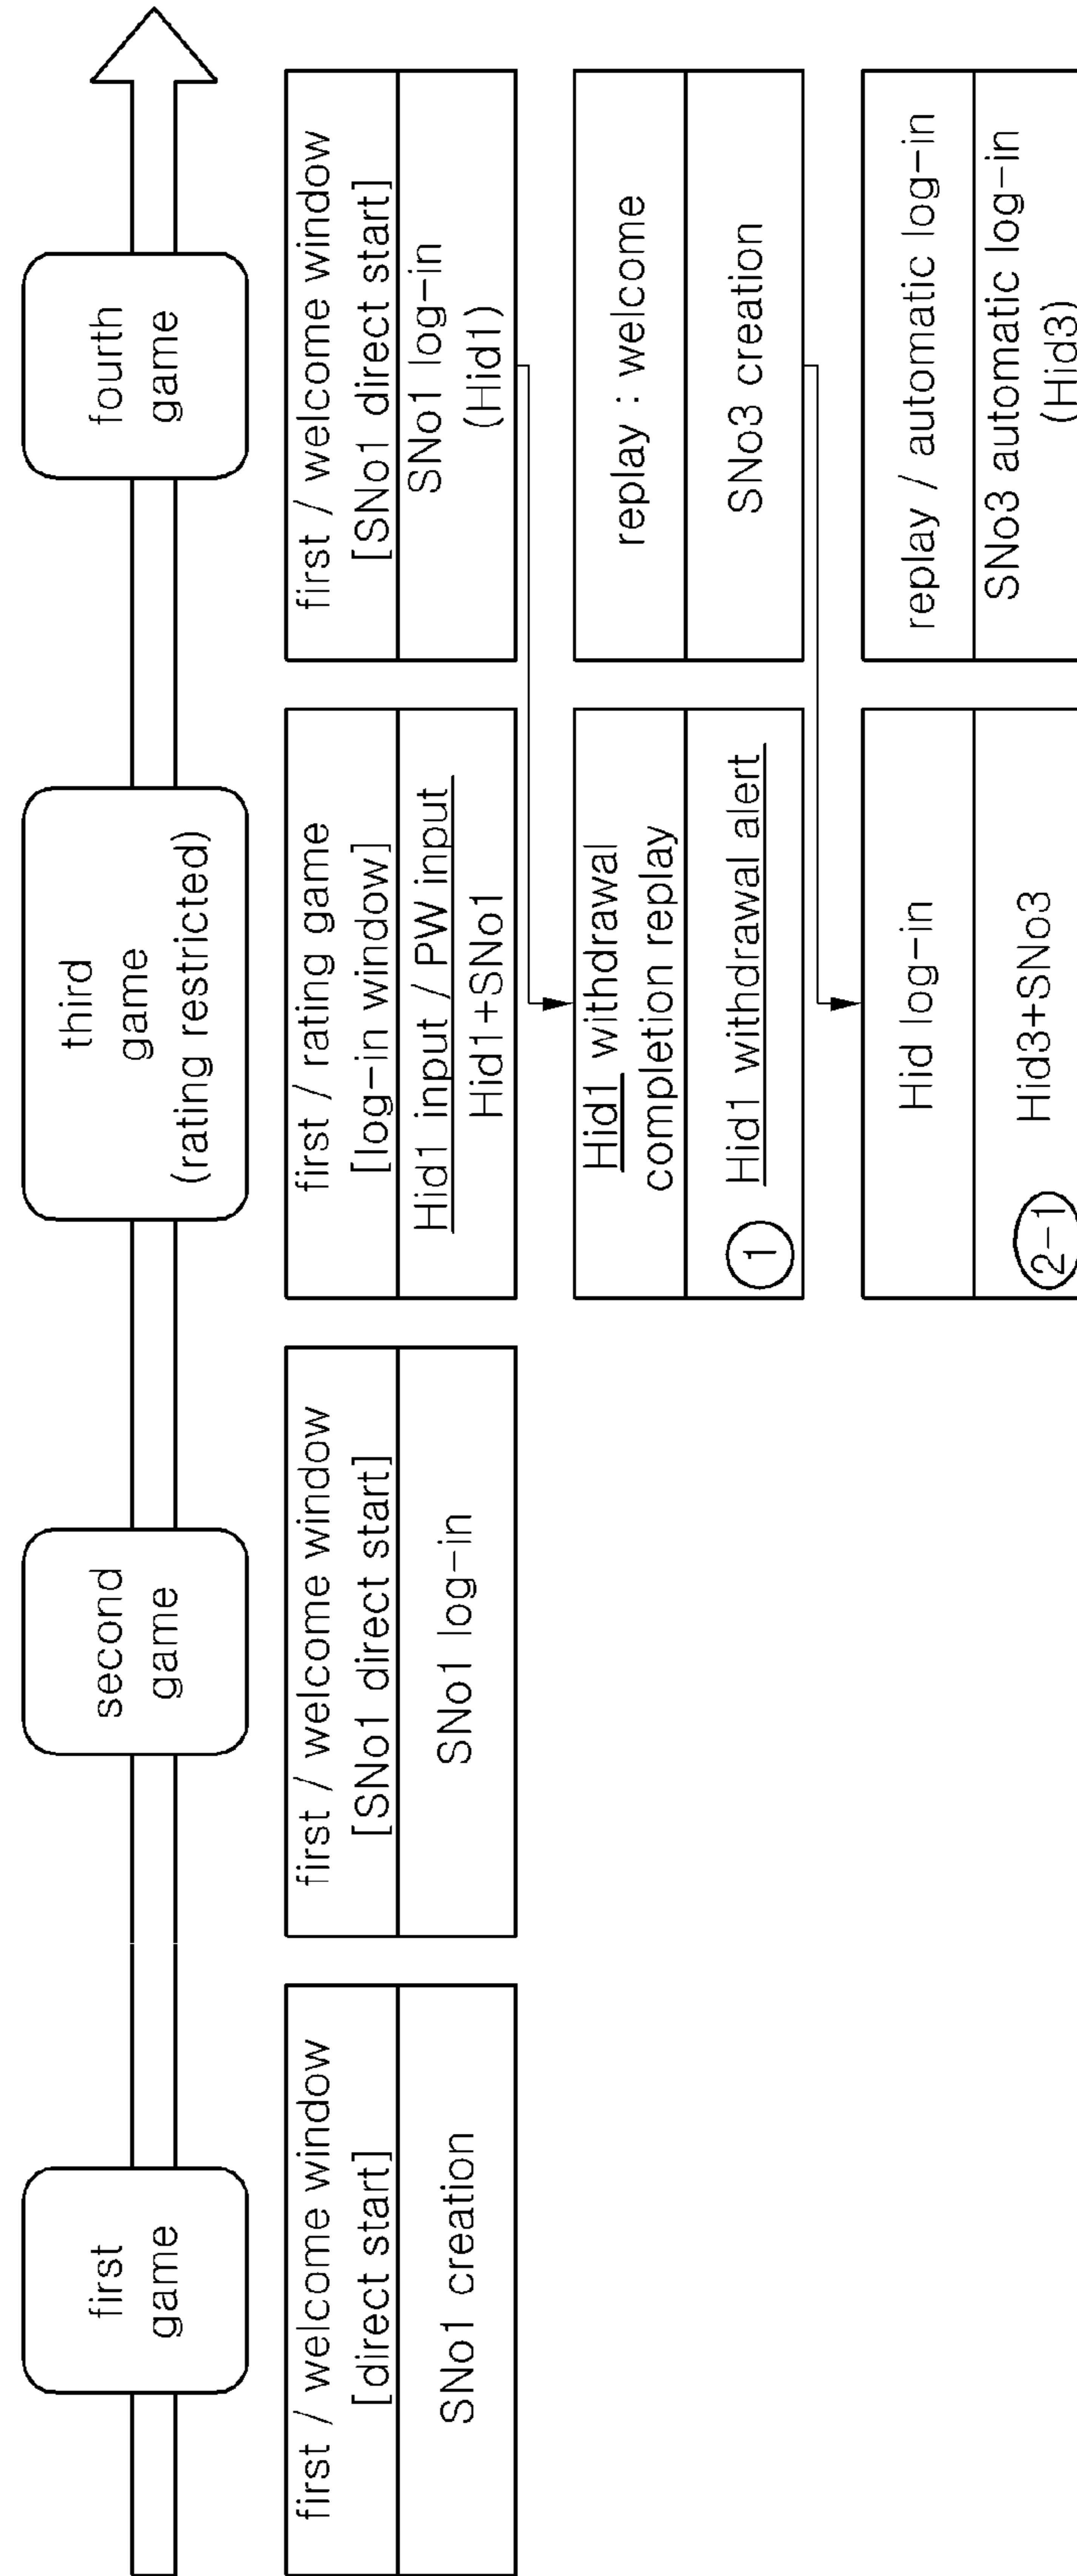 first
game
second
game
third
game
(rating restricted)
fourth
game
first / welcome window
[direct start]
SNo1 creation
first / welcome window
[SNo1 direct start]
SNo1 log-in
first / rating game
[log-in window]
Hid1 input / PW input
Hid1+SNo1
first / welcome window
[SNo1 direct start]
SNo1 log-in
(Hid1)
Hid1 withdrawal
completion replay
1 Hid1 withdrawal alert
replay : welcome
SNo3 creation
Hid log-in
2-1 Hid3+SNo3
replay / automatic log-in
SNo3 automatic log-in
(Hid3)